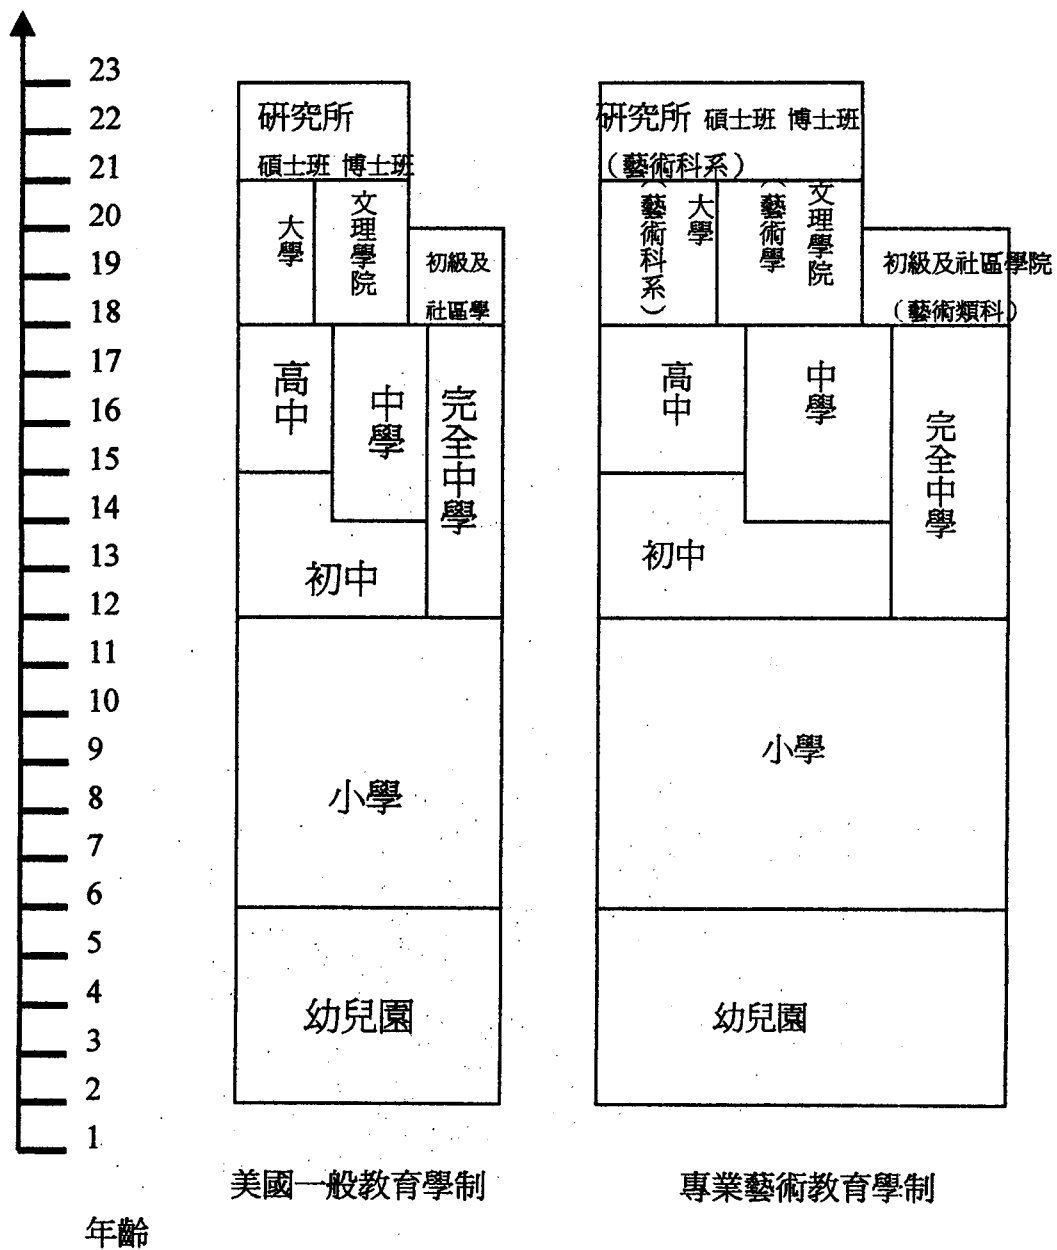 23
22
21
20
19
18
17
16
15
14
13
12
11
10
9
8
7
6
5
4
3
2
1
年齡
研究所
碩士班 博士班
大學
文理學院
初級及
社區學
高中
中學
完全中學
初中
小學
幼兒園
美國一般教育學制
研究所 碩士班 博士班
（藝術科系）
大學
（藝術科系）
文理學院
（藝術學
初級及社區學院
（藝術類科）
高中
中學
完全中學
初中
小學
幼兒園
專業藝術教育學制